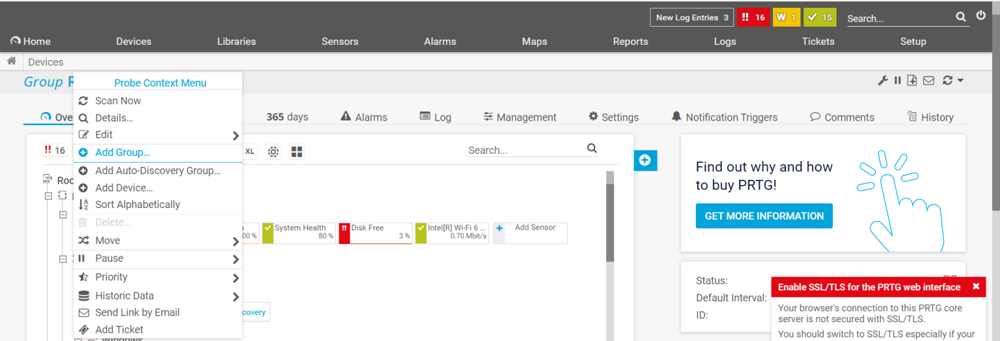 New Log Entries 3 16 W 1 15 Search...
Home Devices Libraries Sensors Alarms Maps Reports Logs Tickets Setup
Devices
Group R
Probe Context Menu
Scan Now
Details...
Edit
Add Group...
Add Auto-Discovery Group...
Add Device...
Sort Alphabetically
Delete...
Move
Pause
Priority
Historic Data
Send Link by Email
Add Ticket
Ove 365 days Alarms Log Management Settings Notification Triggers Comments History
16 XL Search...
Roo
System Health
80 %
Disk Free
3 %
Intel[R] Wi-Fi 6 ...
0.70 Mbit/s
Add Sensor
00 %
covery
Windows
Find out why and how
to buy PRTG!
GET MORE INFORMATION
Status:
Default Interval:
ID:
Enable SSL/TLS for the PRTG web interface
Your browser's connection to this PRTG core
server is not secured with SSL/TLS.
You should switch to SSL/TLS especially if your